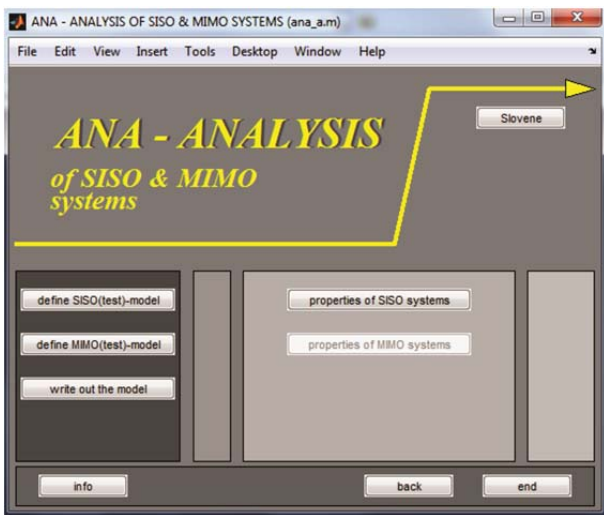 ANA - ANALYSIS OF SISO & MIMO SYSTEMS (ana_a.m)
File Edit View Insert Tools Desktop Window Help
ANA - ANALYSIS
of SISO & MIMO
systems
Slovene
define SISO(test)-model
properties of SISO systems
define MIMO(test)-model
properties of MIMO systems
write out the model
info
back
end